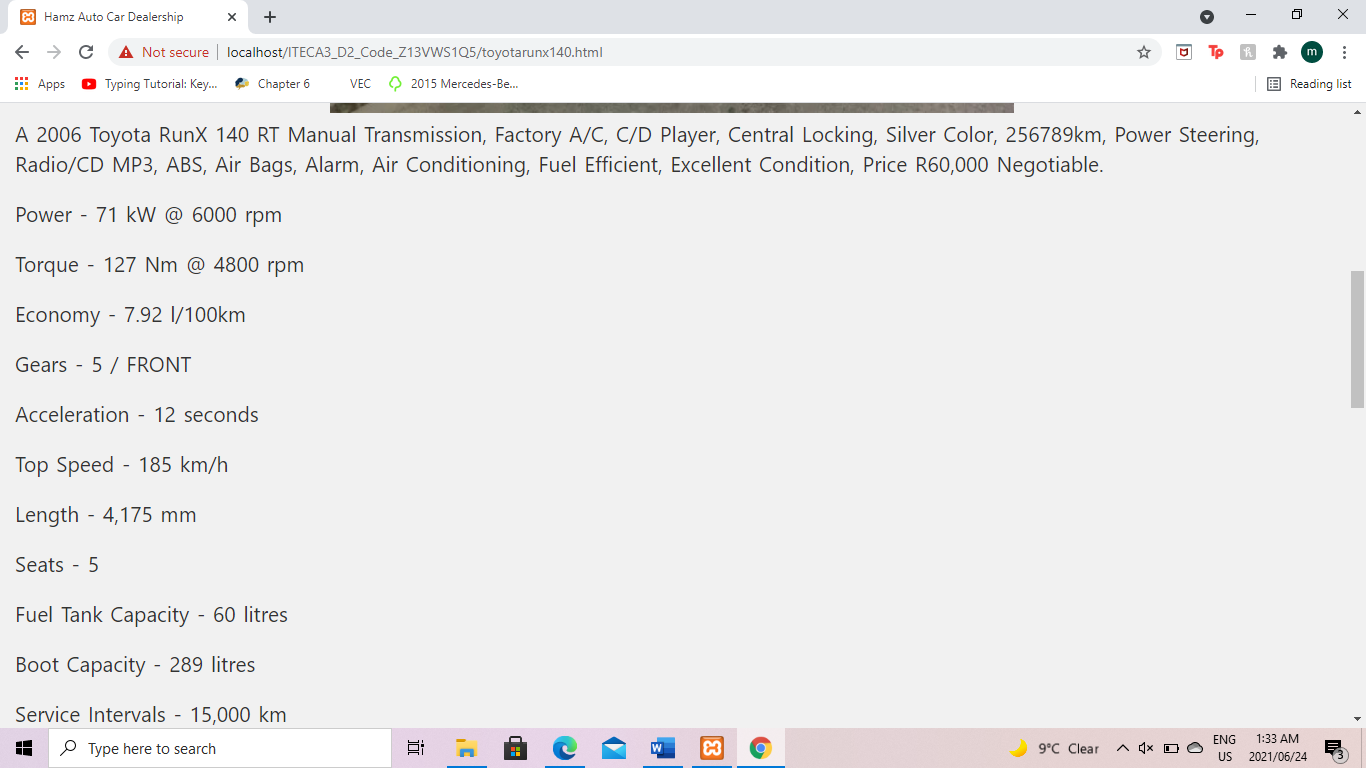 Hamz Auto Car Dealership
Not secure
localhost/ITECA3_D2_Code_Z13VWS1Q5/toyotarunx140.html
m
Apps
Typing Tutorial: Key...
Chapter 6
VEC
2015 Mercedes-Be...
Reading list
A 2006 Toyota RunX 140 RT Manual Transmission, Factory A/C, C/D Player, Central Locking, Silver Color, 256789km, Power Steering,
Radio/CD MP3, ABS, Air Bags, Alarm, Air Conditioning, Fuel Efficient, Excellent Condition, Price R60,000 Negotiable.
Power - 71 kW @ 6000 rpm
Torque - 127 Nm @ 4800 rpm
Economy - 7.92 l/100km
Gears - 5 / FRONT
Acceleration - 12 seconds
Top Speed - 185 km/h
Length - 4,175 mm
Seats - 5
Fuel Tank Capacity - 60 litres
Boot Capacity - 289 litres
Service Intervals - 15,000 km
Type here to search
9°C Clear
ENG
US
1:33 AM
2021/06/24
3